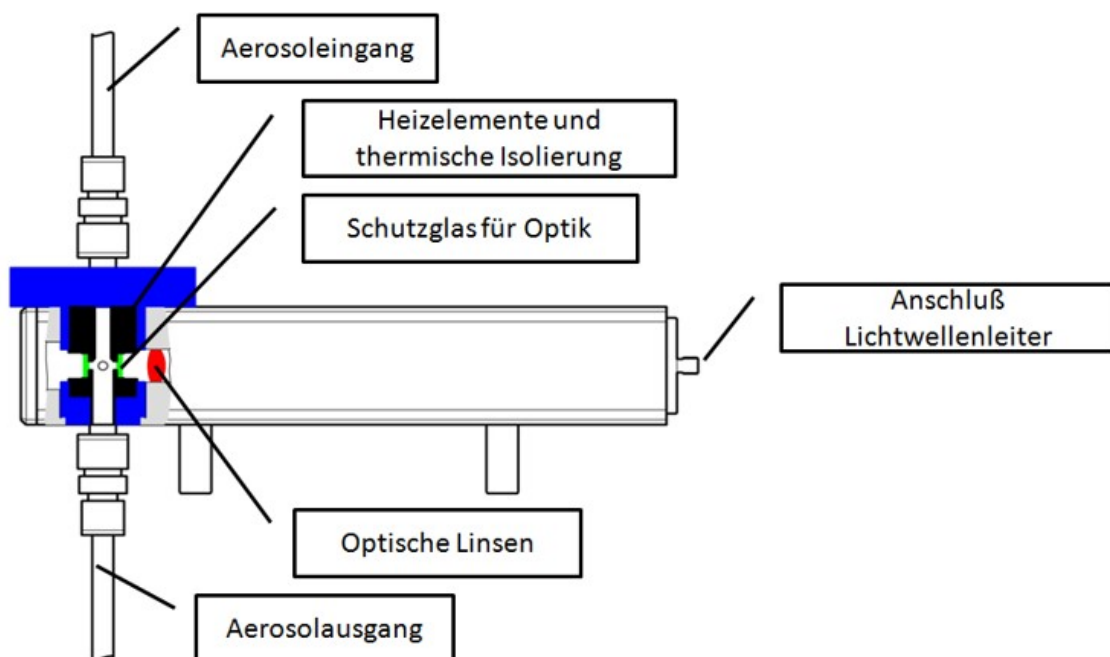 Aerosoleingang
Heizelemente und
thermische Isolierung
Schutzglas für Optik
Anschluß
Lichtwellenleiter
Optische Linsen
Aerosolausgang